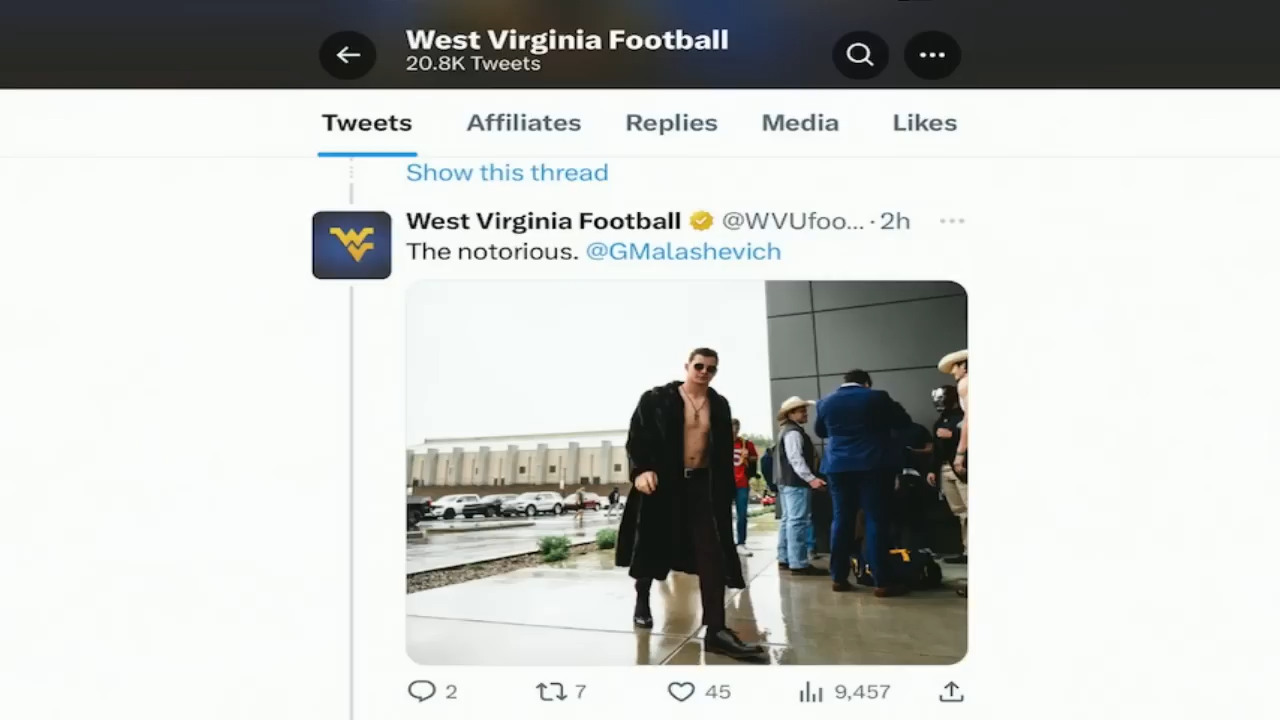 West Virginia Football
20.8K Tweets
Tweets Affiliates Replies Media Likes
Show this thread
West Virginia Football @WVUfoo... · 2h
The notorious. @GMalashevich
2 7 45 9,457